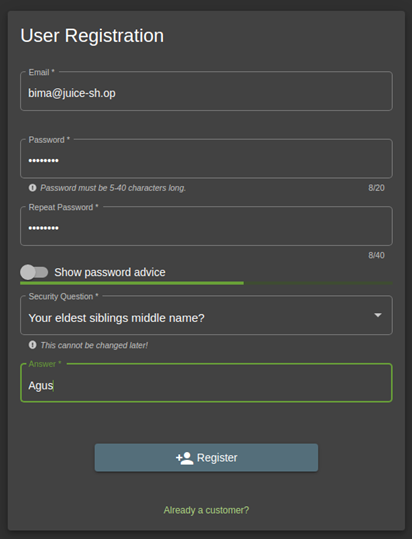 User Registration
Email *
bima@juice-sh.op
Password *
••••••••
Password must be 5-40 characters long. 8/20
Repeat Password *
••••••••
8/40
Show password advice
Security Question *
Your eldest siblings middle name?
This cannot be changed later!
Answer *
Agus
Register
Already a customer?